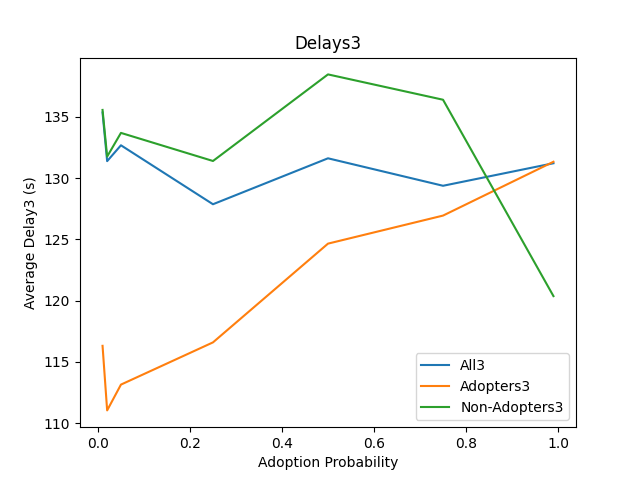 Delays3
Average Delay3 (s)
135
130
125
120
115
110
0.0 0.2 0.4 0.6 0.8 1.0
Adoption Probability
All3
Adopters3
Non-Adopters3